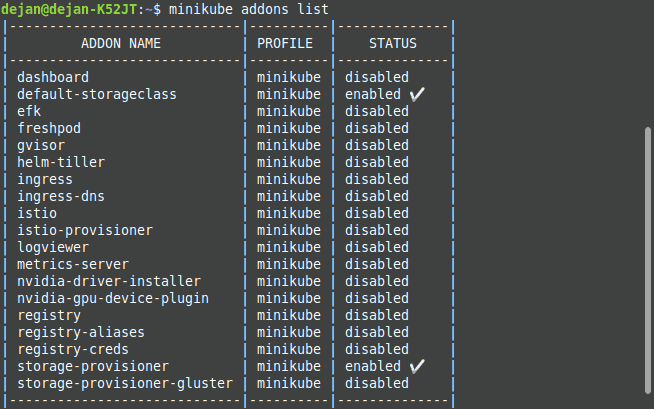 dejan@dejan-K52JT:~$ minikube addons list
|-----------------------------|----------|--------------|
| ADDON NAME | PROFILE | STATUS |
|-----------------------------|----------|--------------|
| dashboard | minikube | disabled |
| default-storageclass | minikube | enabled ✔ |
| efk | minikube | disabled |
| freshpod | minikube | disabled |
| gvisor | minikube | disabled |
| helm-tiller | minikube | disabled |
| ingress | minikube | disabled |
| ingress-dns | minikube | disabled |
| istio | minikube | disabled |
| istio-provisioner | minikube | disabled |
| logviewer | minikube | disabled |
| metrics-server | minikube | disabled |
| nvidia-driver-installer | minikube | disabled |
| nvidia-gpu-device-plugin | minikube | disabled |
| registry | minikube | disabled |
| registry-aliases | minikube | disabled |
| registry-creds | minikube | disabled |
| storage-provisioner | minikube | enabled ✔ |
| storage-provisioner-gluster | minikube | disabled |
|-----------------------------|----------|--------------|